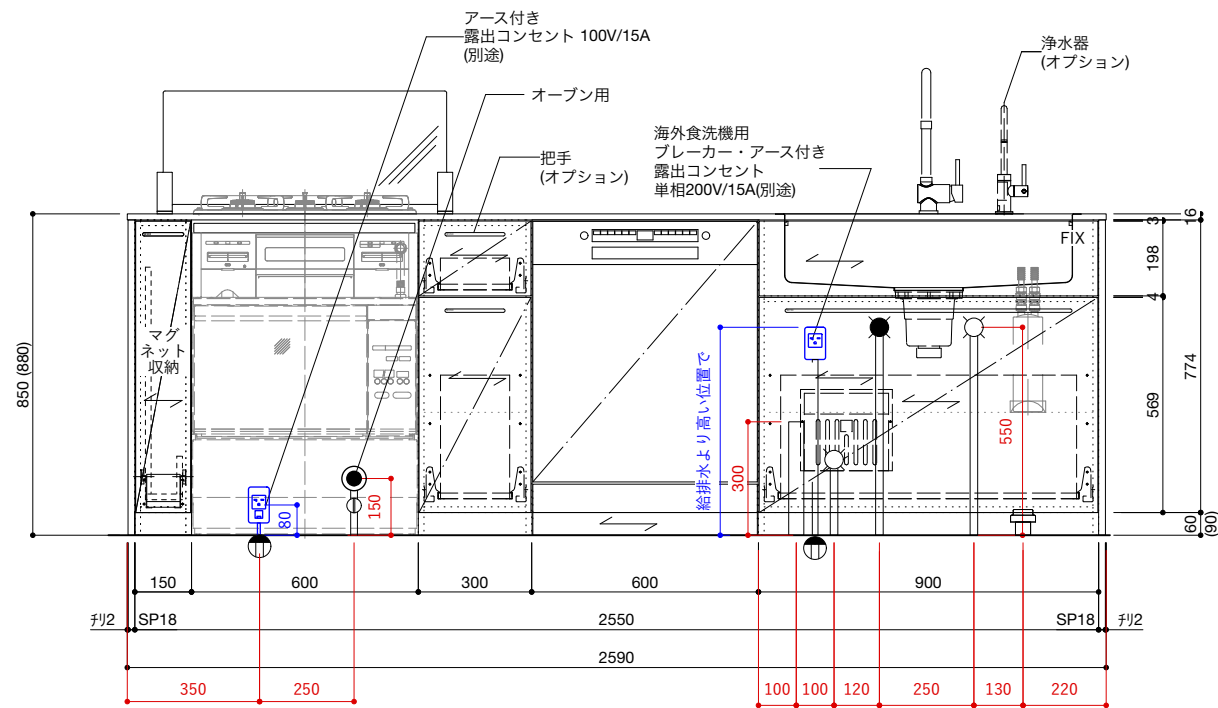 アース付き
露出コンセント 100V/15A
(別途)
オーブン用
把手
(オプション)
海外食洗機用
ブレーカー・アース付き
露出コンセント
単相200V/15A(別途)
浄水器
(オプション)
FIX
マグ
ネット
収納
850 (880)
給排水より高い位置で
80
150
300
550
16
3
198
4
774
569
60
(90)
150
600
300
600
900
チリ2
SP18
2550
SP18
チリ2
2590
350
250
100
100
120
250
130
220